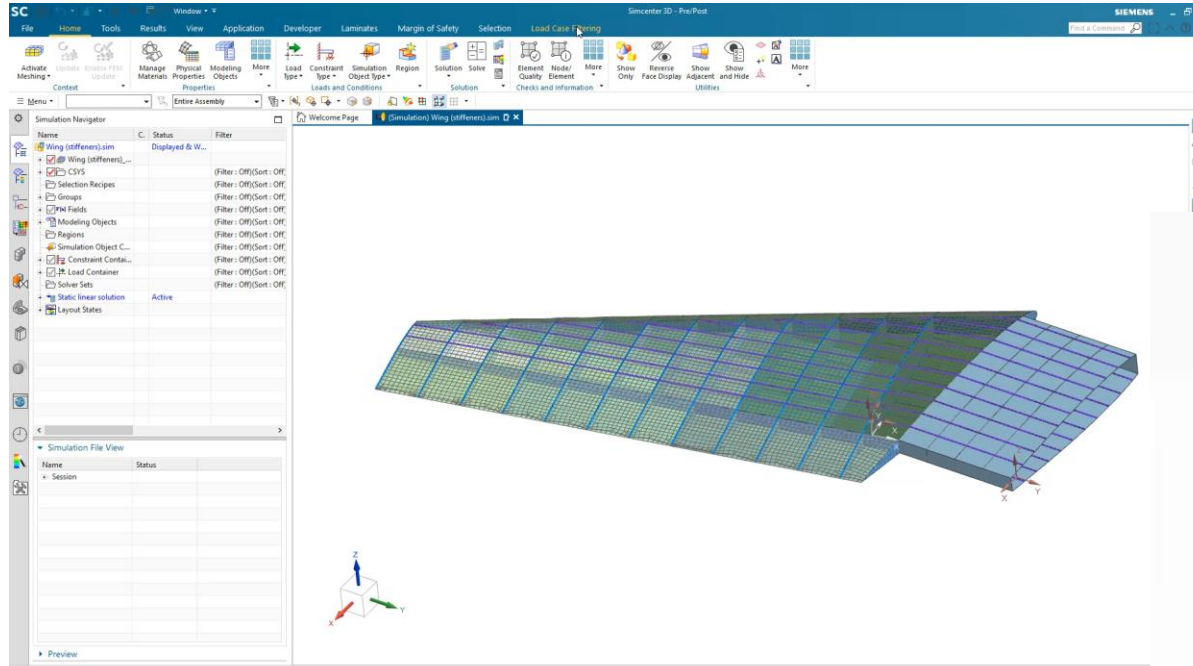 SC Window Simcenter 3D - Pre/Post SIEMENS
File Home Tools Results View Application Developer Laminates Margin of Safety Selection Load Case Filtering Find a Command
Activate Meshing
Update
Enable FEM Update
Manage Materials
Physical Properties
Modeling Objects
More
Load Type
Constraint Type
Simulation Object Type
Region
Solution
Solve
Element Quality
Node/ Element
More
Show Only
Reverse Face Display
Show Adjacent
Show and Hide
More
Context Properties Loads and Conditions Solution Checks and Information Utilities
Menu Entire Assembly
Simulation Navigator
Welcome Page (Simulation) Wing (stiffeners).sim
Name C. Status Filter
Wing (stiffeners).sim Displayed & W...
Wing (stiffeners)_...
CSYS (Filter : Off)(Sort : Off
Selection Recipes (Filter : Off)(Sort : Off
Groups (Filter : Off)(Sort : Off
Fields (Filter : Off)(Sort : Off
Modeling Objects (Filter : Off)(Sort : Off
Regions (Filter : Off)(Sort : Off
Simulation Object C... (Filter : Off)(Sort : Off
Constraint Contai... (Filter : Off)(Sort : Off
Load Container (Filter : Off)(Sort : Off
Solver Sets (Filter : Off)(Sort : Off
Static linear solution Active
Layout States
Simulation File View
Name Status
Session
Preview
X
X
Y
Z
X
Y